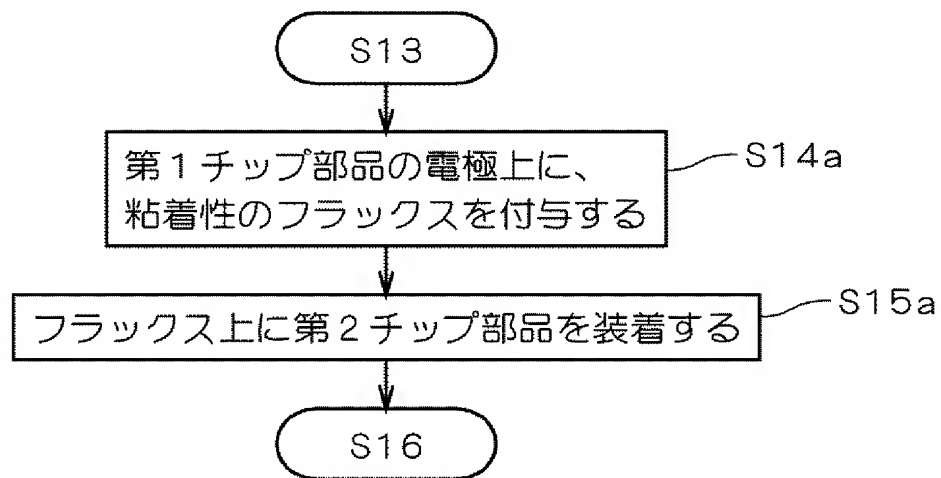 S13
第1チップ部品の電極上に、
粘着性のフラックスを付与する
S14a
フラックス上に第2チップ部品を装着する
S15a
S16